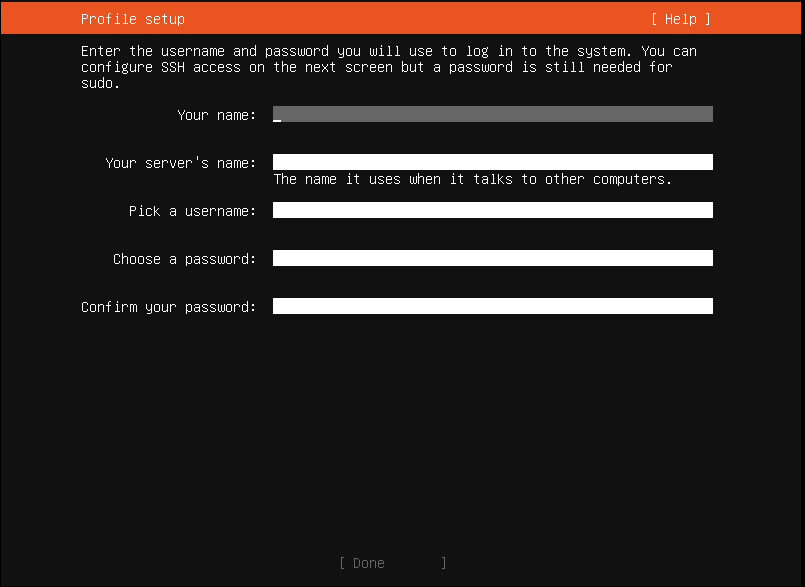 Profile setup [ Help ]
Enter the username and password you will use to log in to the system. You can
configure SSH access on the next screen but a password is still needed for
sudo.
Your name:
Your server's name:
The name it uses when it talks to other computers.
Pick a username:
Choose a password:
Confirm your password:
[ Done ]